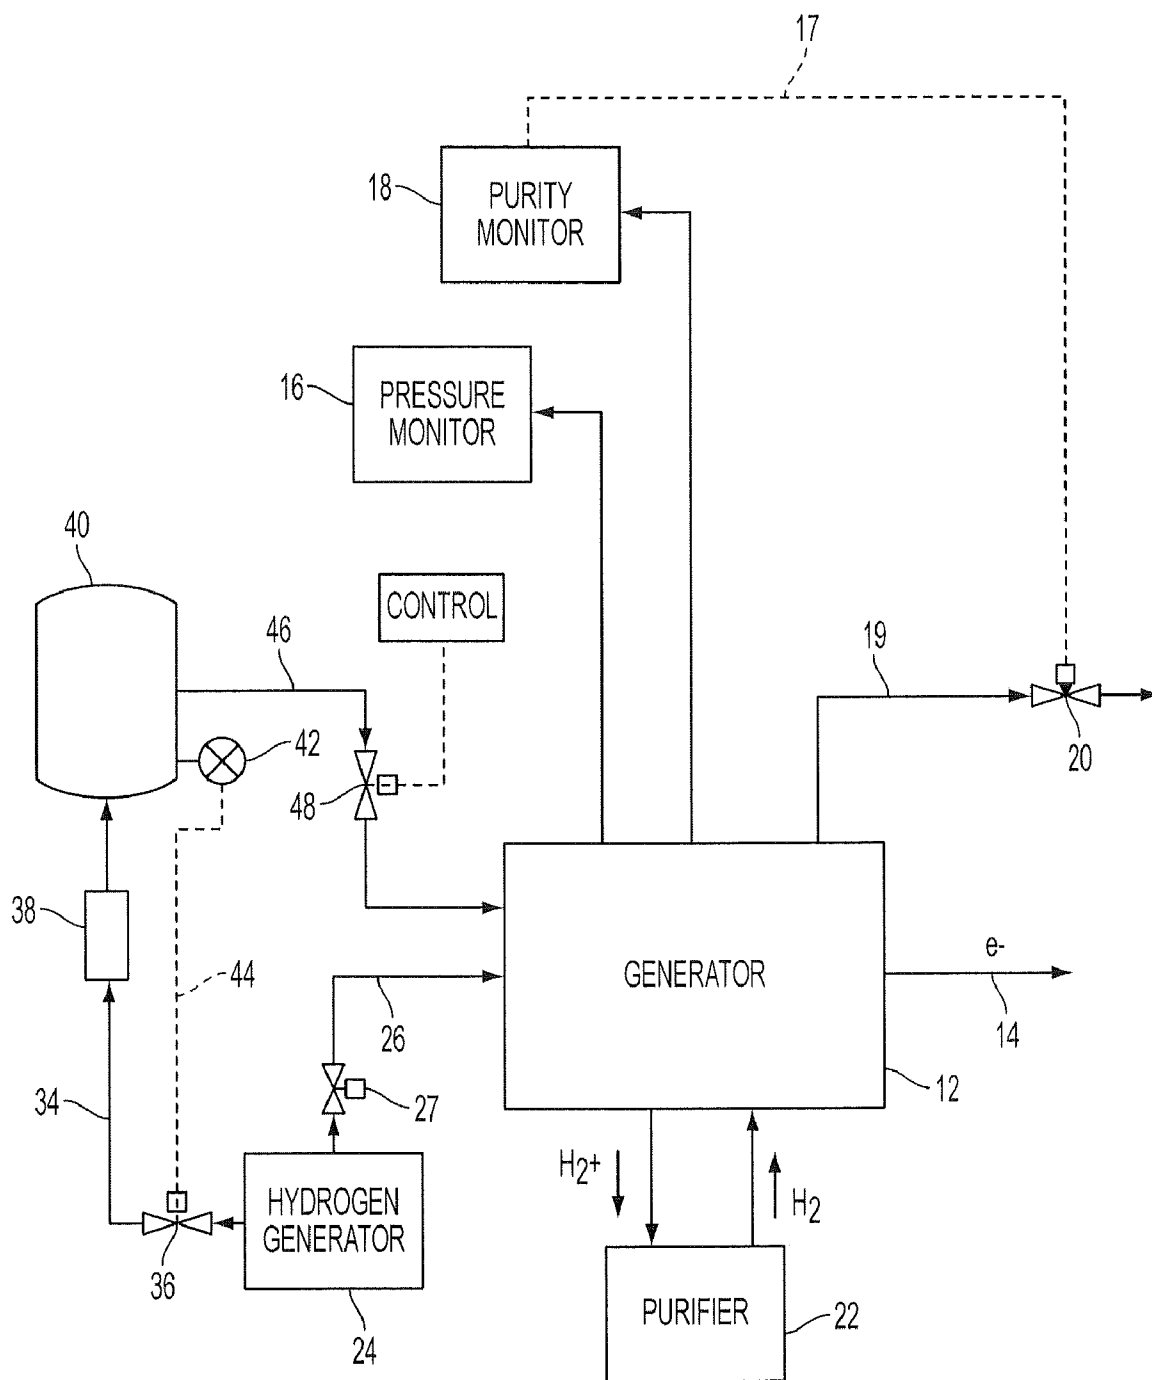 17
18
PURITY
MONITOR
16
PRESSURE
MONITOR
40
CONTROL
46
19
42
20
48
38
44
GENERATOR
e-
14
26
12
34
27
H2+
H2
HYDROGEN
GENERATOR
36
24
PURIFIER
22